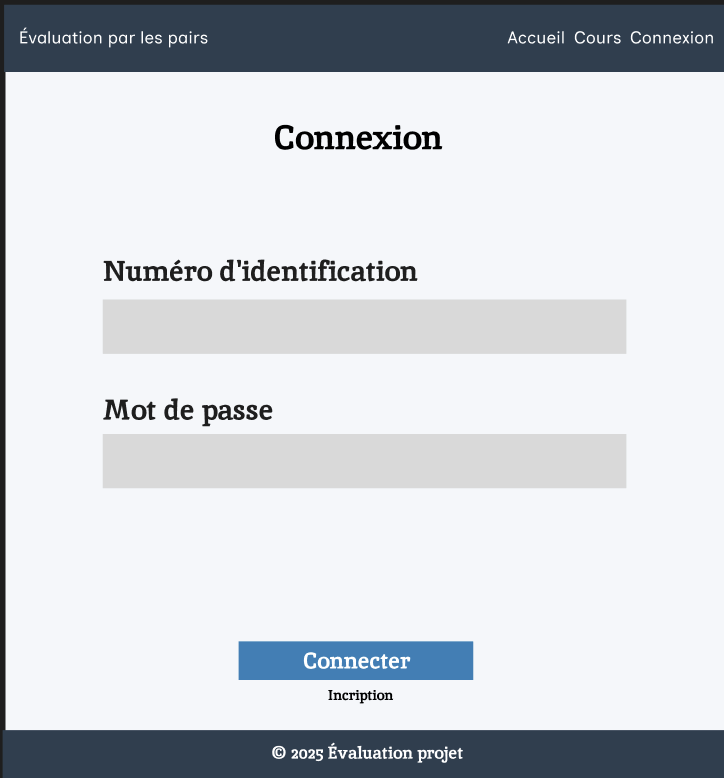 Évaluation par les pairs
Accueil Cours Connexion
Connexion
Numéro d'identification
Mot de passe
Connecter
Incription
© 2025 Évaluation projet